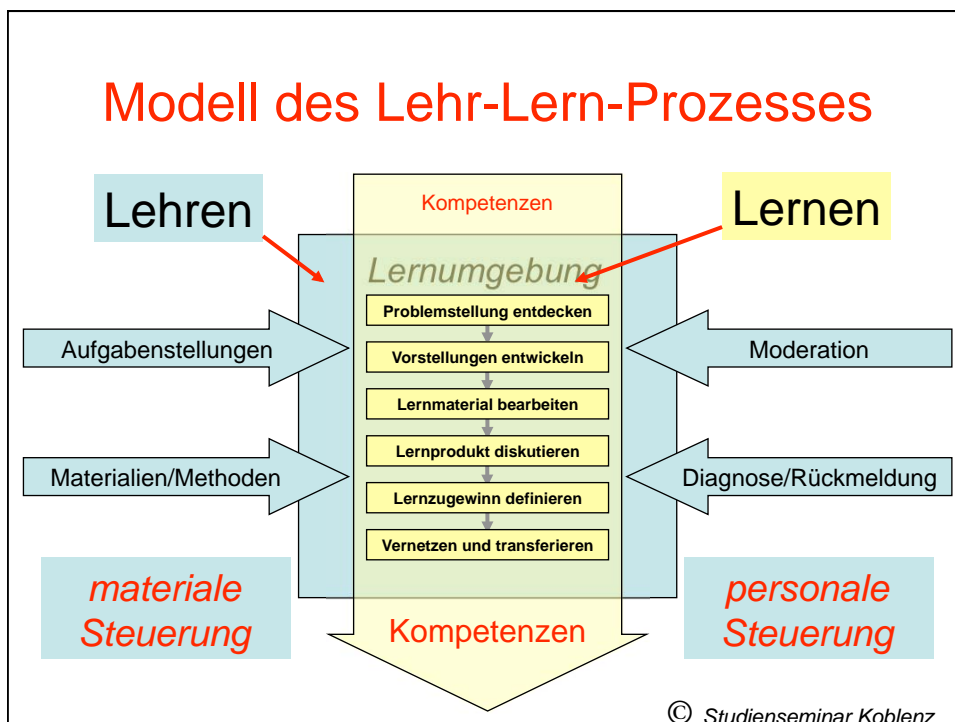 Modell des Lehr-Lern-Prozesses
Lehren
Kompetenzen
Lernen
Lernumgebung
Problemstellung entdecken
Vorstellungen entwickeln
Lernmaterial bearbeiten
Lernprodukt diskutieren
Lernzugewinn definieren
Vernetzen und transferieren
Aufgabenstellungen
Materialien/Methoden
Moderation
Diagnose/Rückmeldung
materiale
Steuerung
Kompetenzen
personale
Steuerung
© Studienseminar Koblenz